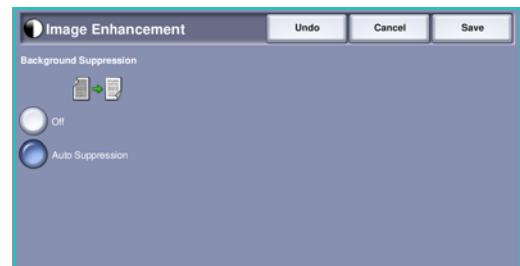 Image Enhancement
Undo
Cancel
Save
Background Suppression
Off
Auto Suppression